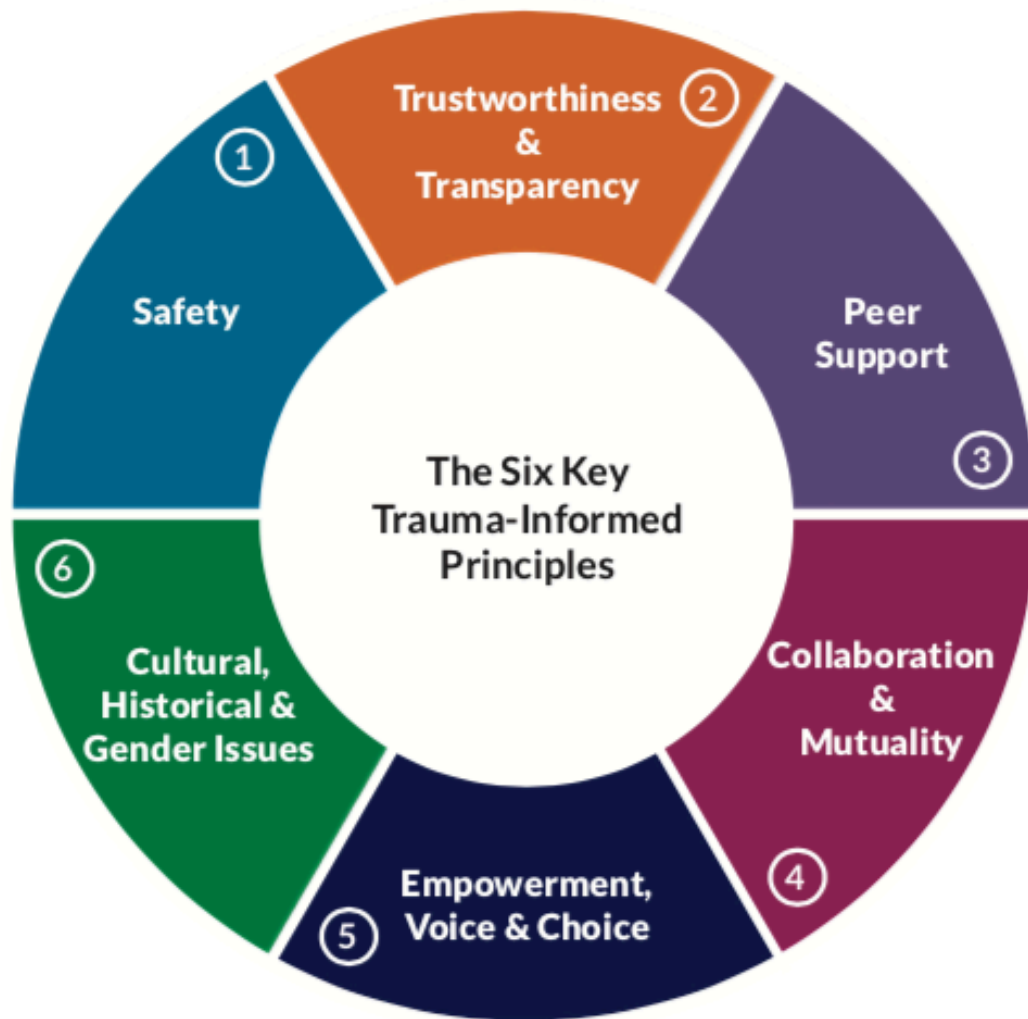 The Six Key
Trauma-Informed
Principles
1
Safety
2
Trustworthiness
&
Transparency
3
Peer
Support
4
Collaboration
&
Mutuality
5
Empowerment,
Voice & Choice
6
Cultural,
Historical &
Gender Issues